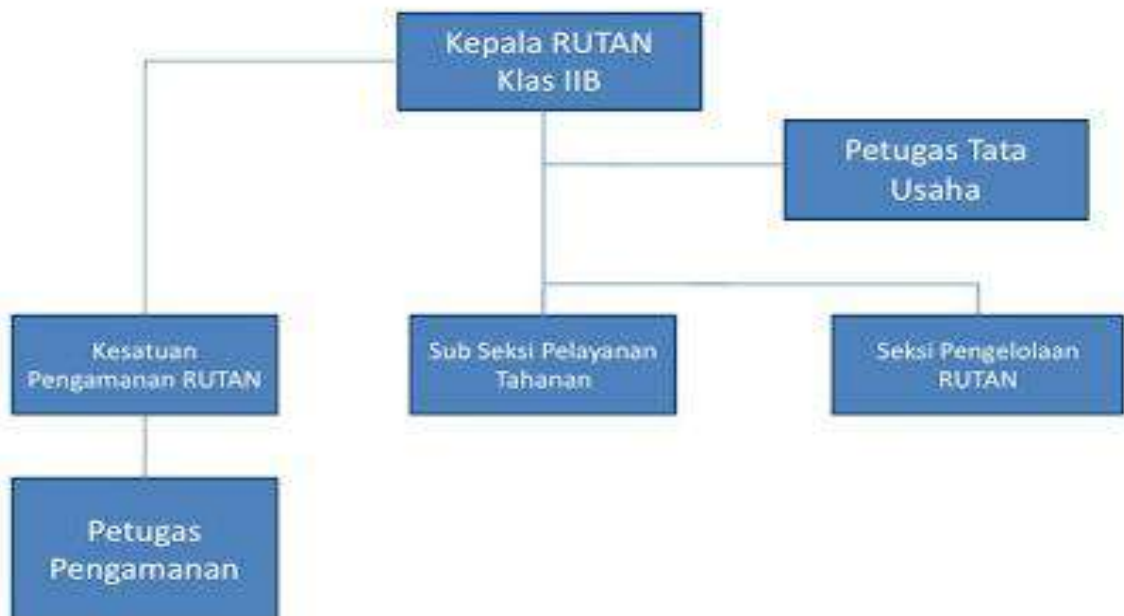 Kepala RUTAN
Klas IIB
Petugas Tata
Usaha
Kesatuan
Pengamanan RUTAN
Sub Seksi Pelayanan
Tahanan
Seksi Pengelolaan
RUTAN
Petugas
Pengamanan